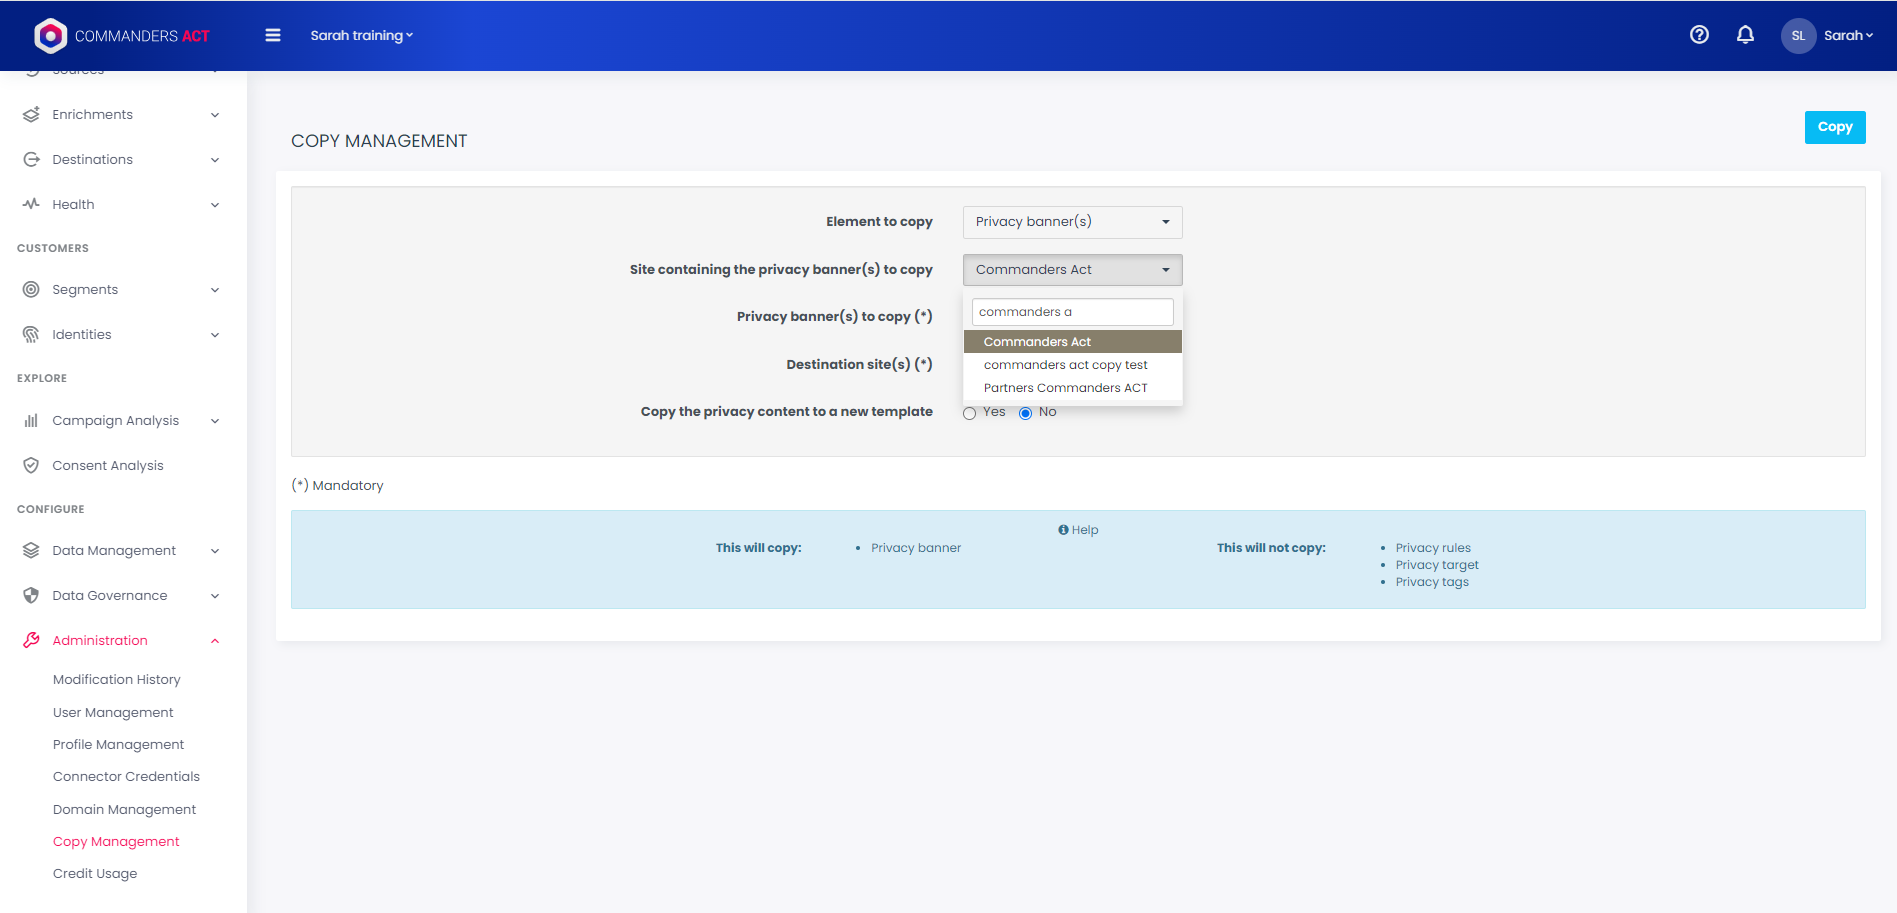 COMMANDERS ACT
Sarah training
SL
Sarah
Sources
Enrichments
Destinations
Health
CUSTOMERS
Segments
Identities
EXPLORE
Campaign Analysis
Consent Analysis
CONFIGURE
Data Management
Data Governance
Administration
Modification History
User Management
Profile Management
Connector Credentials
Domain Management
Copy Management
Credit Usage
COPY MANAGEMENT
Copy
Element to copy
Privacy banner(s)
Site containing the privacy banner(s) to copy
Commanders Act
commanders a
Commanders Act
commanders act copy test
Partners Commanders ACT
Privacy banner(s) to copy (*)
Destination site(s) (*)
Copy the privacy content to a new template
Yes No
(*) Mandatory
Help
This will copy:
• Privacy banner
This will not copy:
• Privacy rules
• Privacy target
• Privacy tags